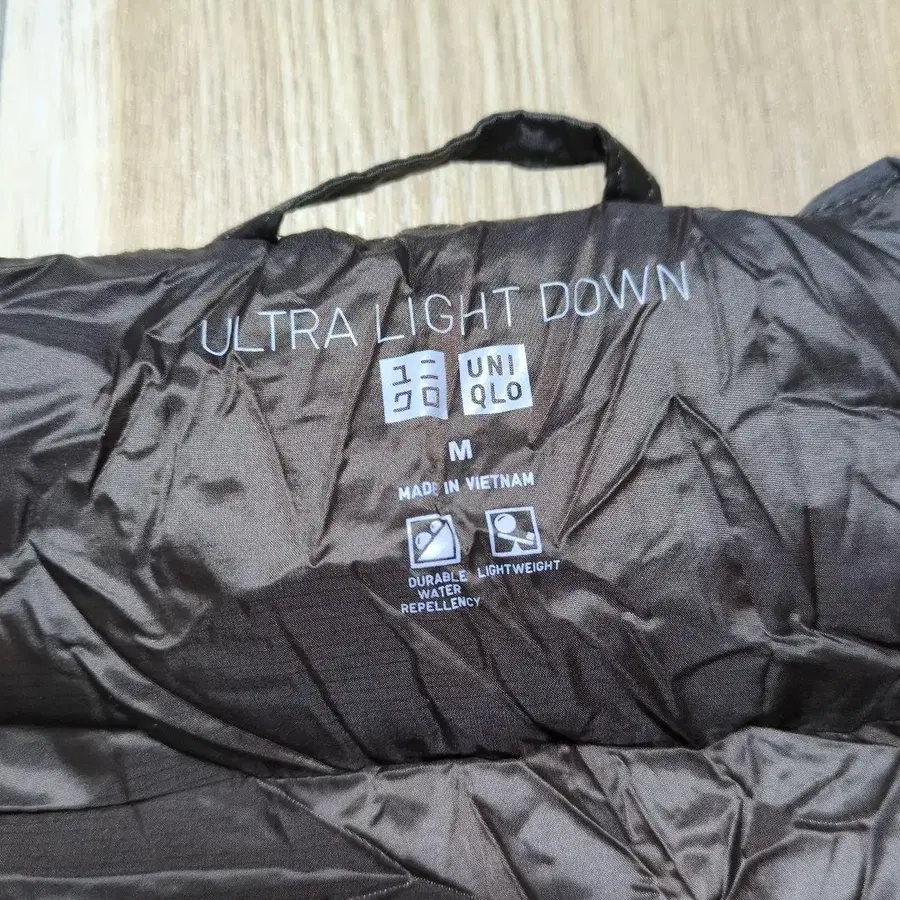 ULTRA LIGHT DOWN
ユニ
クロ
UNI
QLO
M
MADE IN VIETNAM
DURABLE
WATER
REPELLENCY
LIGHTWEIGHT